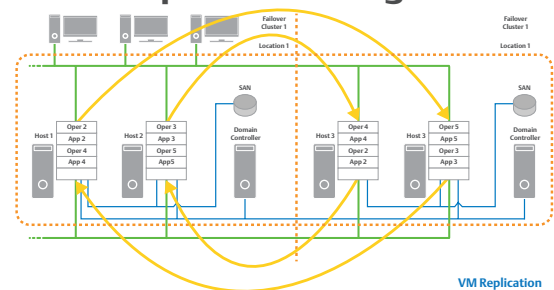 Failover
Cluster 1
Location 1
Failover
Cluster 1
Location 1
SAN
SAN
Host 1
Oper 2
App 2
Oper 4
App 4
Host 2
Oper 3
App 3
Oper 5
App5
Domain
Controller
Host 3
Oper 4
App 4
Oper 2
App 2
Host 3
Oper 5
App 5
Oper 3
App 3
Domain
Controller
VM Replication